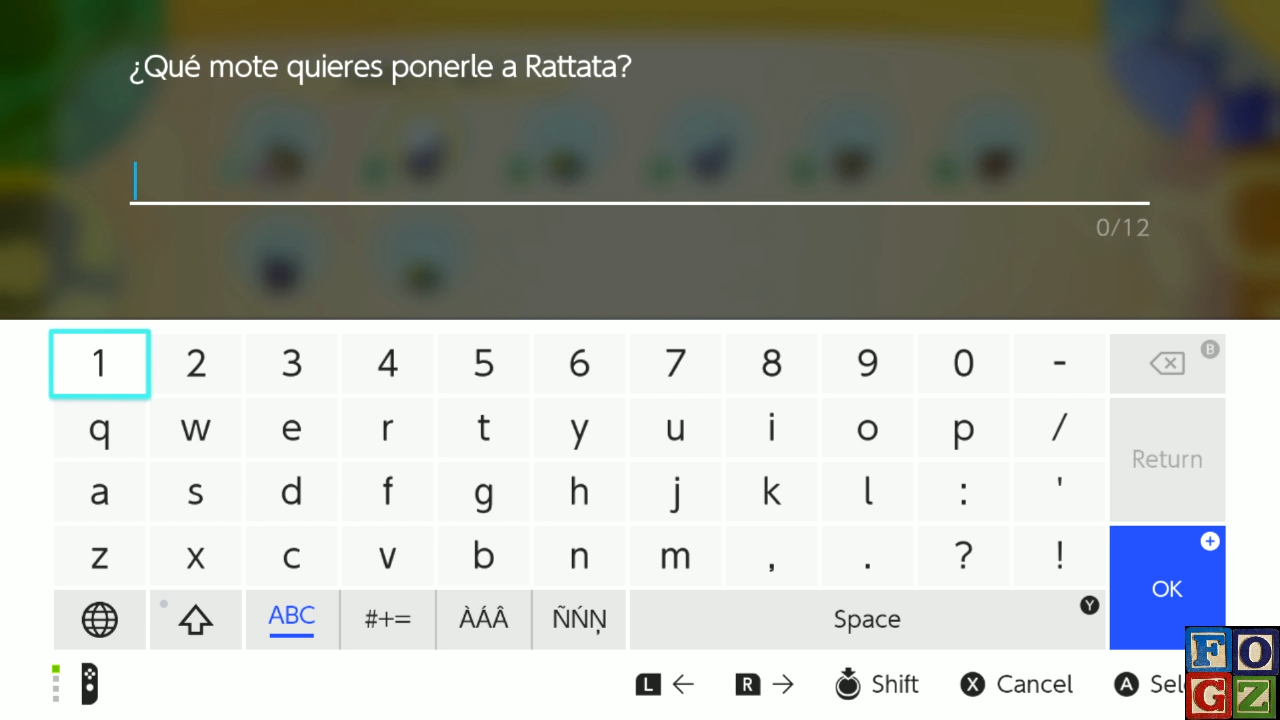 ¿Qué mote quieres ponerle a Rattata?
0/12
1 2 3 4 5 6 7 8 9 0 -
B
q w e r t y u i o p /
Return
a s d f g h j k l : '
z x c v b n m , . ? !
OK
ABC #+= ÀÁÂ ÑŃŅ Space Y
L ← R → Shift X Cancel A Sel
F O
G Z